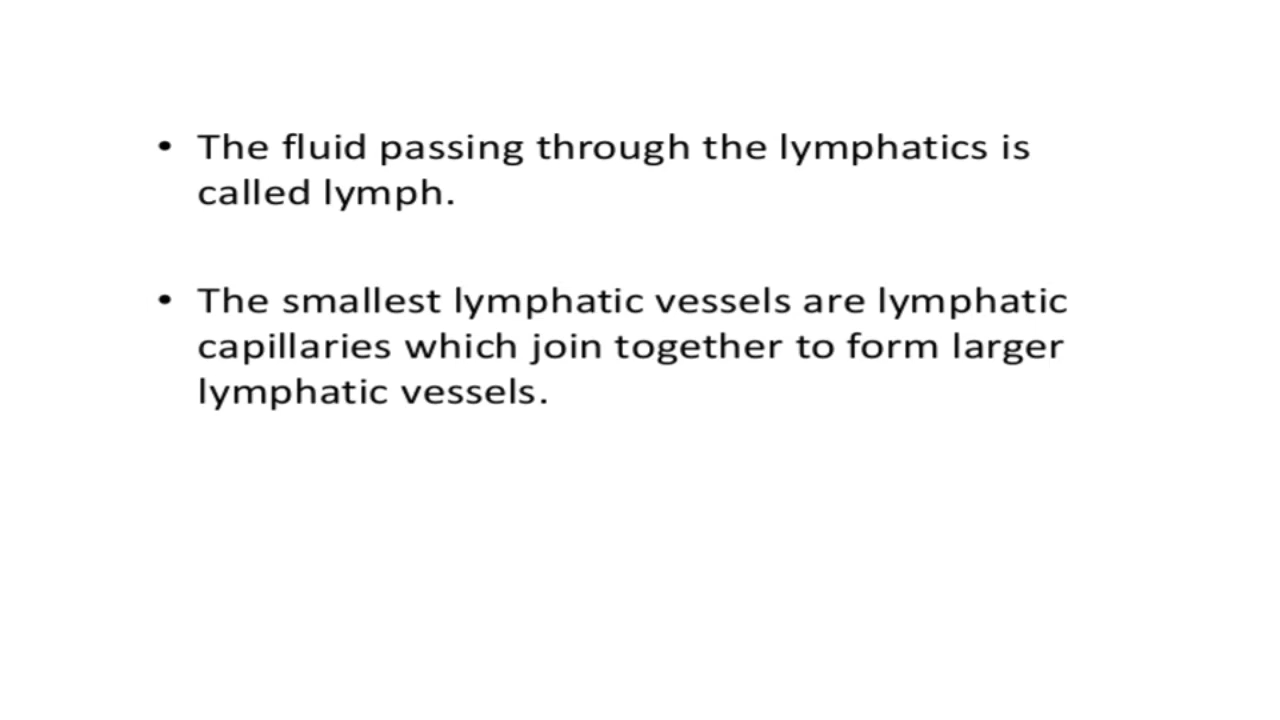 • The fluid passing through the lymphatics is
called lymph.
• The smallest lymphatic vessels are lymphatic
capillaries which join together to form larger
lymphatic vessels.